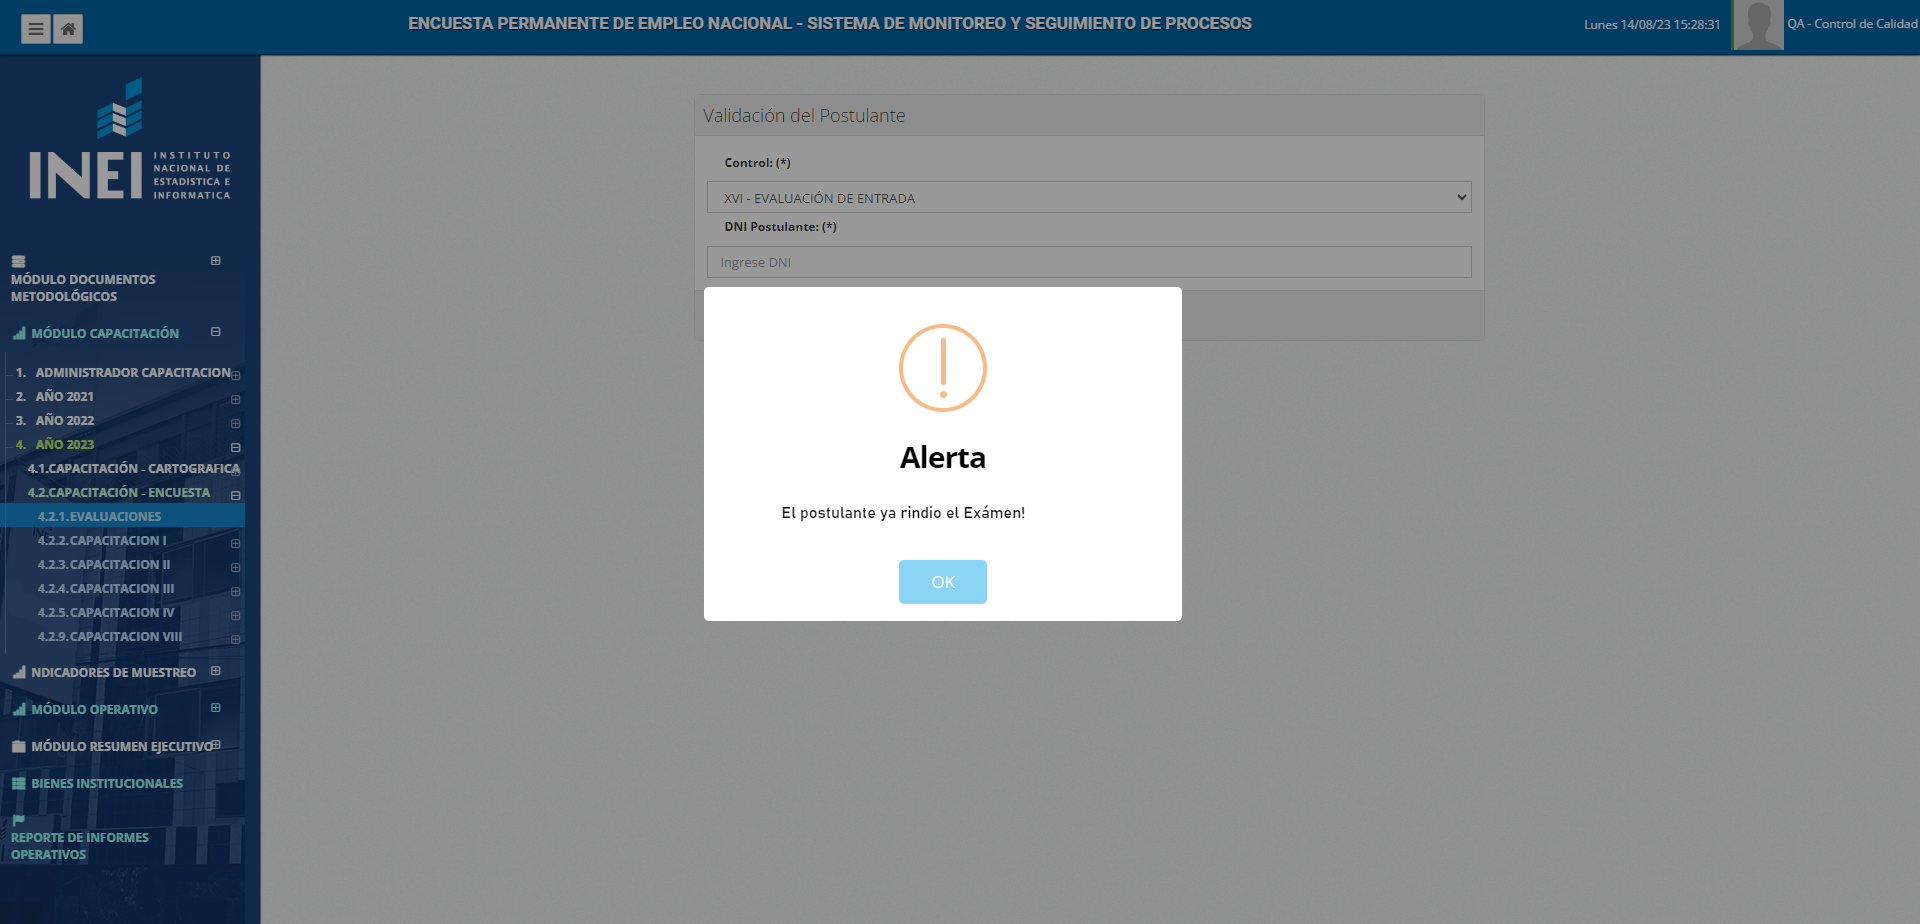 ENCUESTA PERMANENTE DE EMPLEO NACIONAL - SISTEMA DE MONITOREO Y SEGUIMIENTO DE PROCESOS
Lunes 14/08/23 15:28:31
QA - Control de Calidad
INEI
INSTITUTO
NACIONAL DE
ESTADISTICA E
INFORMATICA
MÓDULO DOCUMENTOS
METODOLÓGICOS
MÓDULO CAPACITACIÓN
1. ADMINISTRADOR CAPACITACION
2. AÑO 2021
3. AÑO 2022
4. AÑO 2023
4.1.CAPACITACIÓN - CARTOGRAFICA
4.2.CAPACITACIÓN - ENCUESTA
4.2.1.EVALUACIONES
4.2.2.CAPACITACION I
4.2.3.CAPACITACION II
4.2.4.CAPACITACION III
4.2.5.CAPACITACION IV
4.2.9.CAPACITACION VIII
NDICADORES DE MUESTREO
MÓDULO OPERATIVO
MÓDULO RESUMEN EJECUTIVO
BIENES INSTITUCIONALES
REPORTE DE INFORMES
OPERATIVOS
Validación del Postulante
Control: (*)
XVI - EVALUACIÓN DE ENTRADA
DNI Postulante: (*)
Ingrese DNI
Alerta
El postulante ya rindio el Exámen!
OK